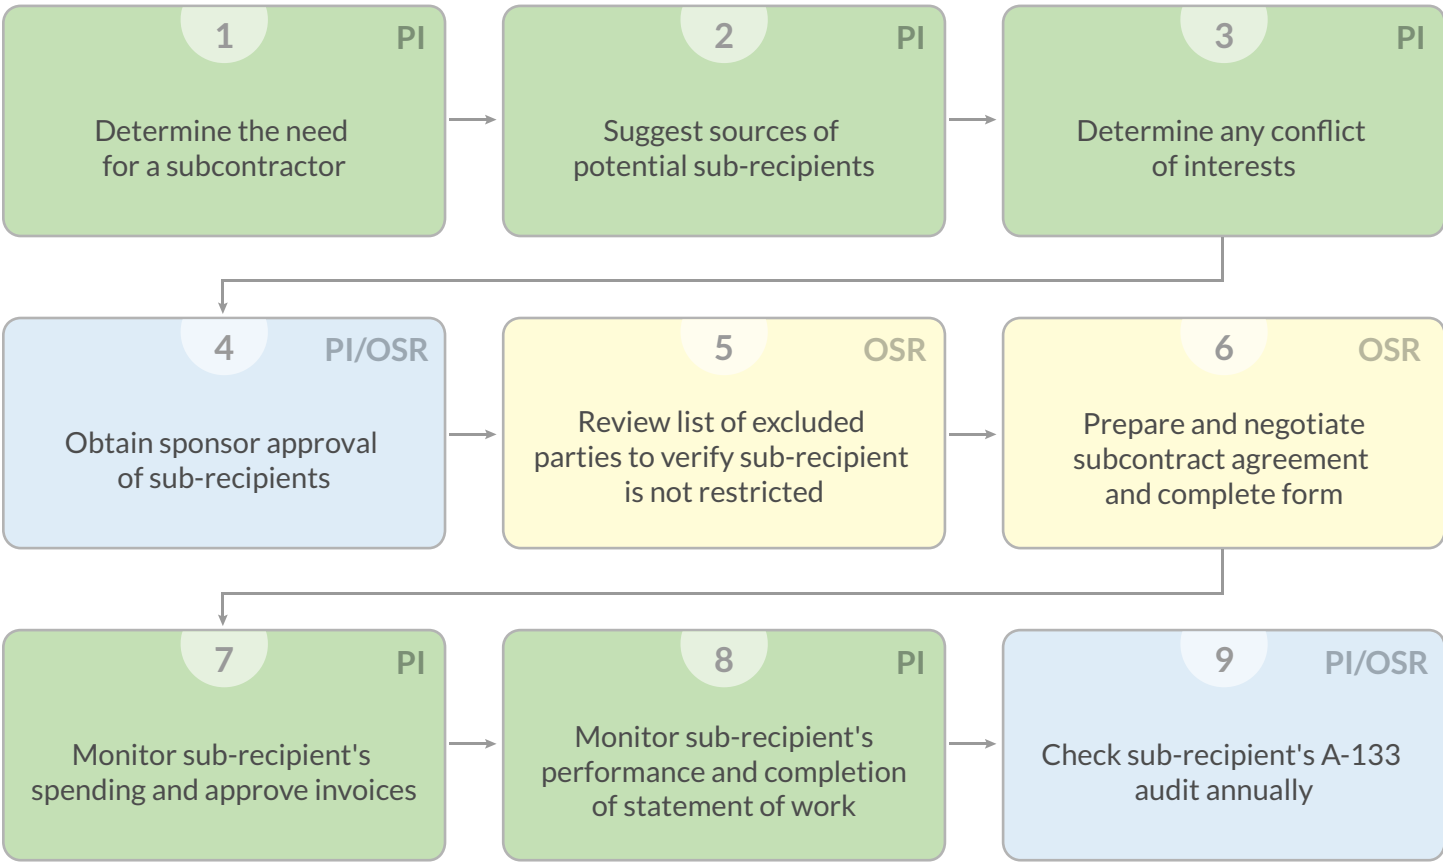 1
PI
Determine the need
for a subcontractor
2
PI
Suggest sources of
potential sub-recipients
3
PI
Determine any conflict
of interests
4
PI/OSR
Obtain sponsor approval
of sub-recipients
5
OSR
Review list of excluded
parties to verify sub-recipient
is not restricted
6
OSR
Prepare and negotiate
subcontract agreement
and complete form
7
PI
Monitor sub-recipient's
spending and approve invoices
8
PI
Monitor sub-recipient's
performance and completion
of statement of work
9
PI/OSR
Check sub-recipient's A-133
audit annually